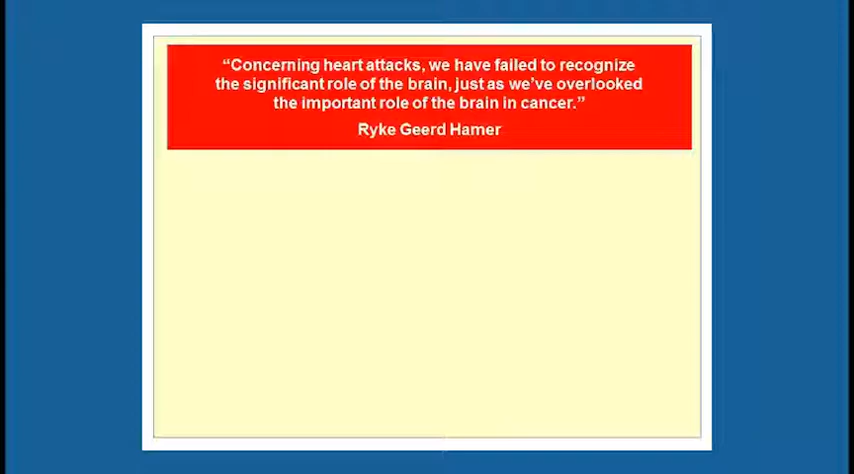 “Concerning heart attacks, we have failed to recognize
the significant role of the brain, just as we’ve overlooked
the important role of the brain in cancer.”
Ryke Geerd Hamer